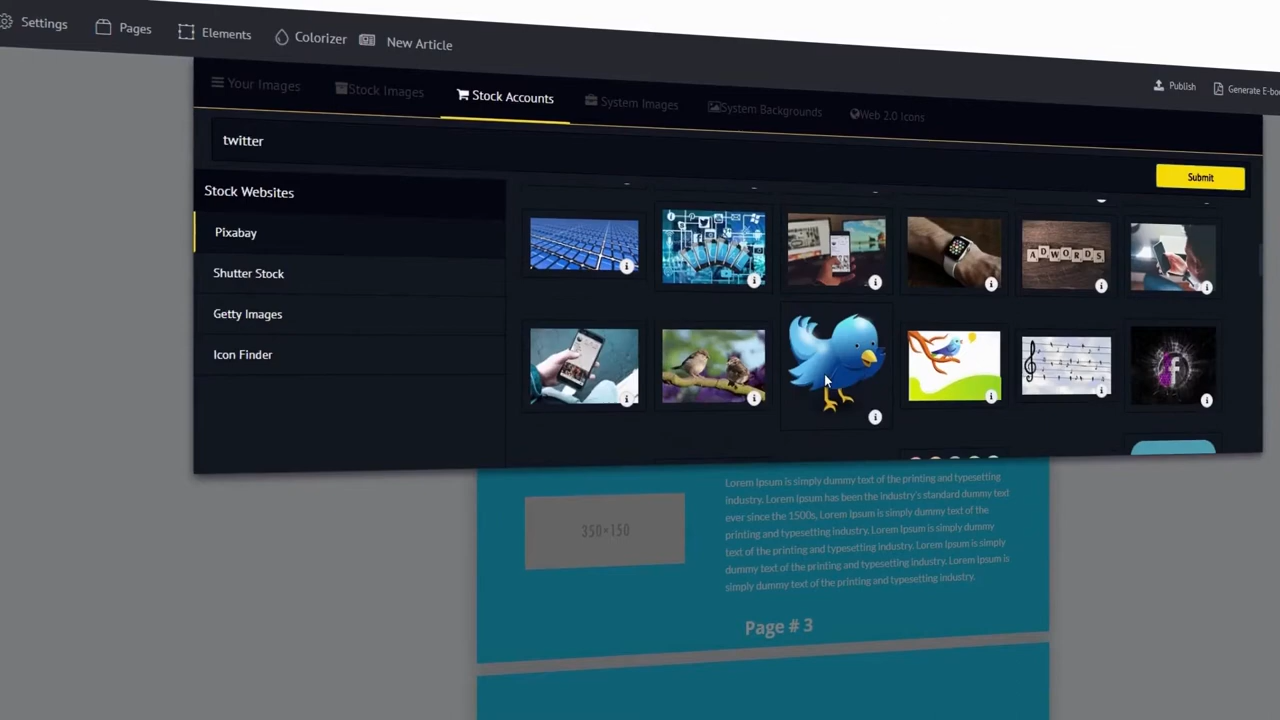 Settings
Pages
Elements
Colorizer
New Article
Publish
Generate E-bo
Your Images
Stock Images
Stock Accounts
System Images
System Backgrounds
Web 2.0 Icons
twitter
Submit
Stock Websites
Pixabay
Shutter Stock
Getty Images
Icon Finder
ADWORDS
350×150
Lorem Ipsum is simply dummy text of the printing and typesetting
industry. Lorem Ipsum has been the industry's standard dummy text
ever since the 1500s, Lorem Ipsum is simply dummy text of the
printing and typesetting industry. Lorem Ipsum is simply dummy
text of the printing and typesetting industry. Lorem Ipsum is
dummy text of the printing and typesetting industry. Lorem Ipsum is
simply dummy text of the printing and typesetting industry.
Page # 3